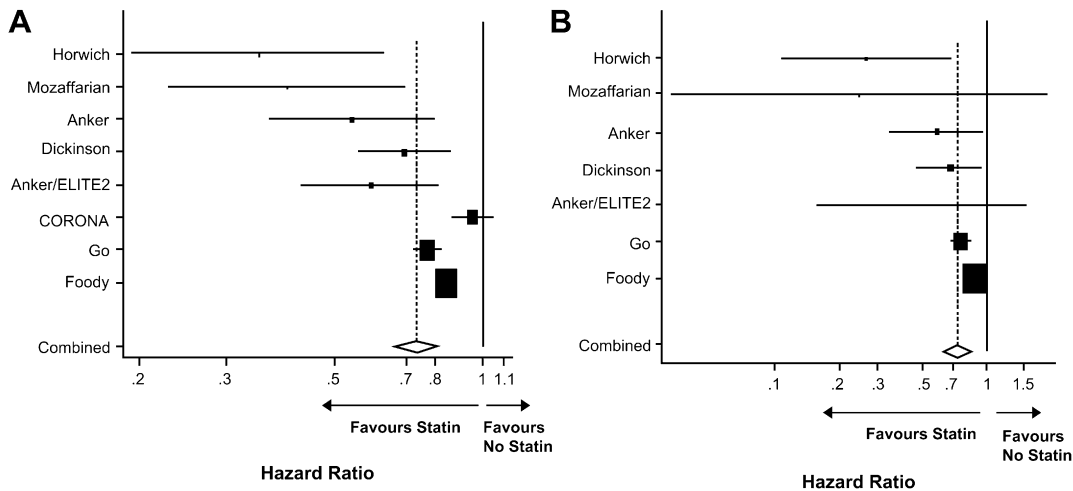 A
Horwich
Mozaffarian
Anker
Dickinson
Anker/ELITE2
CORONA
Go
Foody
Combined
.2 .3 .5 .7 .8 1 1.1
Favours Statin
Favours
No Statin
Hazard Ratio
B
Horwich
Mozaffarian
Anker
Dickinson
Anker/ELITE2
Go
Foody
Combined
.1 .2 .3 .5 .7 1 1.5
Favours Statin
Favours
No Statin
Hazard Ratio